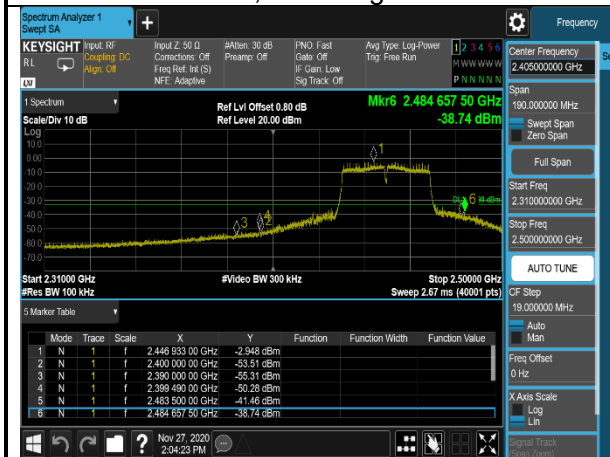 Spectrum Analyzer 1
Swept SA
+
Frequency
KEYSIGHT
RL
LXI
Input: RF
Coupling: DC
Align: Off
Input Z: 50 Ω
Corrections: Off
Freq Ref: Int (S)
NFE: Adaptive
#Atten: 30 dB
Preamp: Off
PNO: Fast
Gate: Off
IF Gain: Low
Sig Track: Off
Avg Type: Log-Power
Trig: Free Run
1 2 3 4 5 6
M W W W W W
P N N N N N
1 Spectrum
Scale/Div 10 dB
Ref Lvl Offset 0.80 dB
Ref Level 20.00 dBm
Mkr6 2.484 657 50 GHz
-38.74 dBm
Log
10.0
0.00
-10.0
-20.0
-30.0
-40.0
-50.0
-60.0
-70.0
1
3
6
Start 2.31000 GHz
#Video BW 300 kHz
Stop 2.50000 GHz
#Res BW 100 kHz
Sweep 2.67 ms (40001 pts)
5 Marker Table
Mode Trace Scale X Y Function Function Width Function Value
1 N 1 f 2.446 933 00 GHz -2.948 dBm
2 N 1 f 2.400 000 00 GHz -53.51 dBm
3 N 1 f 2.390 000 00 GHz -55.31 dBm
4 N 1 f 2.399 490 00 GHz -50.28 dBm
5 N 1 f 2.483 500 00 GHz -41.46 dBm
6 N 1 f 2.484 657 50 GHz -38.74 dBm
Nov 27, 2020
2:04:23 PM
Center Frequency
2.405000000 GHz
Span
190.000000 MHz
Swept Span
Zero Span
Full Span
Start Freq
2.310000000 GHz
Stop Freq
2.500000000 GHz
AUTO TUNE
CF Step
19.000000 MHz
Auto
Man
Freq Offset
0 Hz
X Axis Scale
Log
Lin
Signal Track
(Span Zoom)